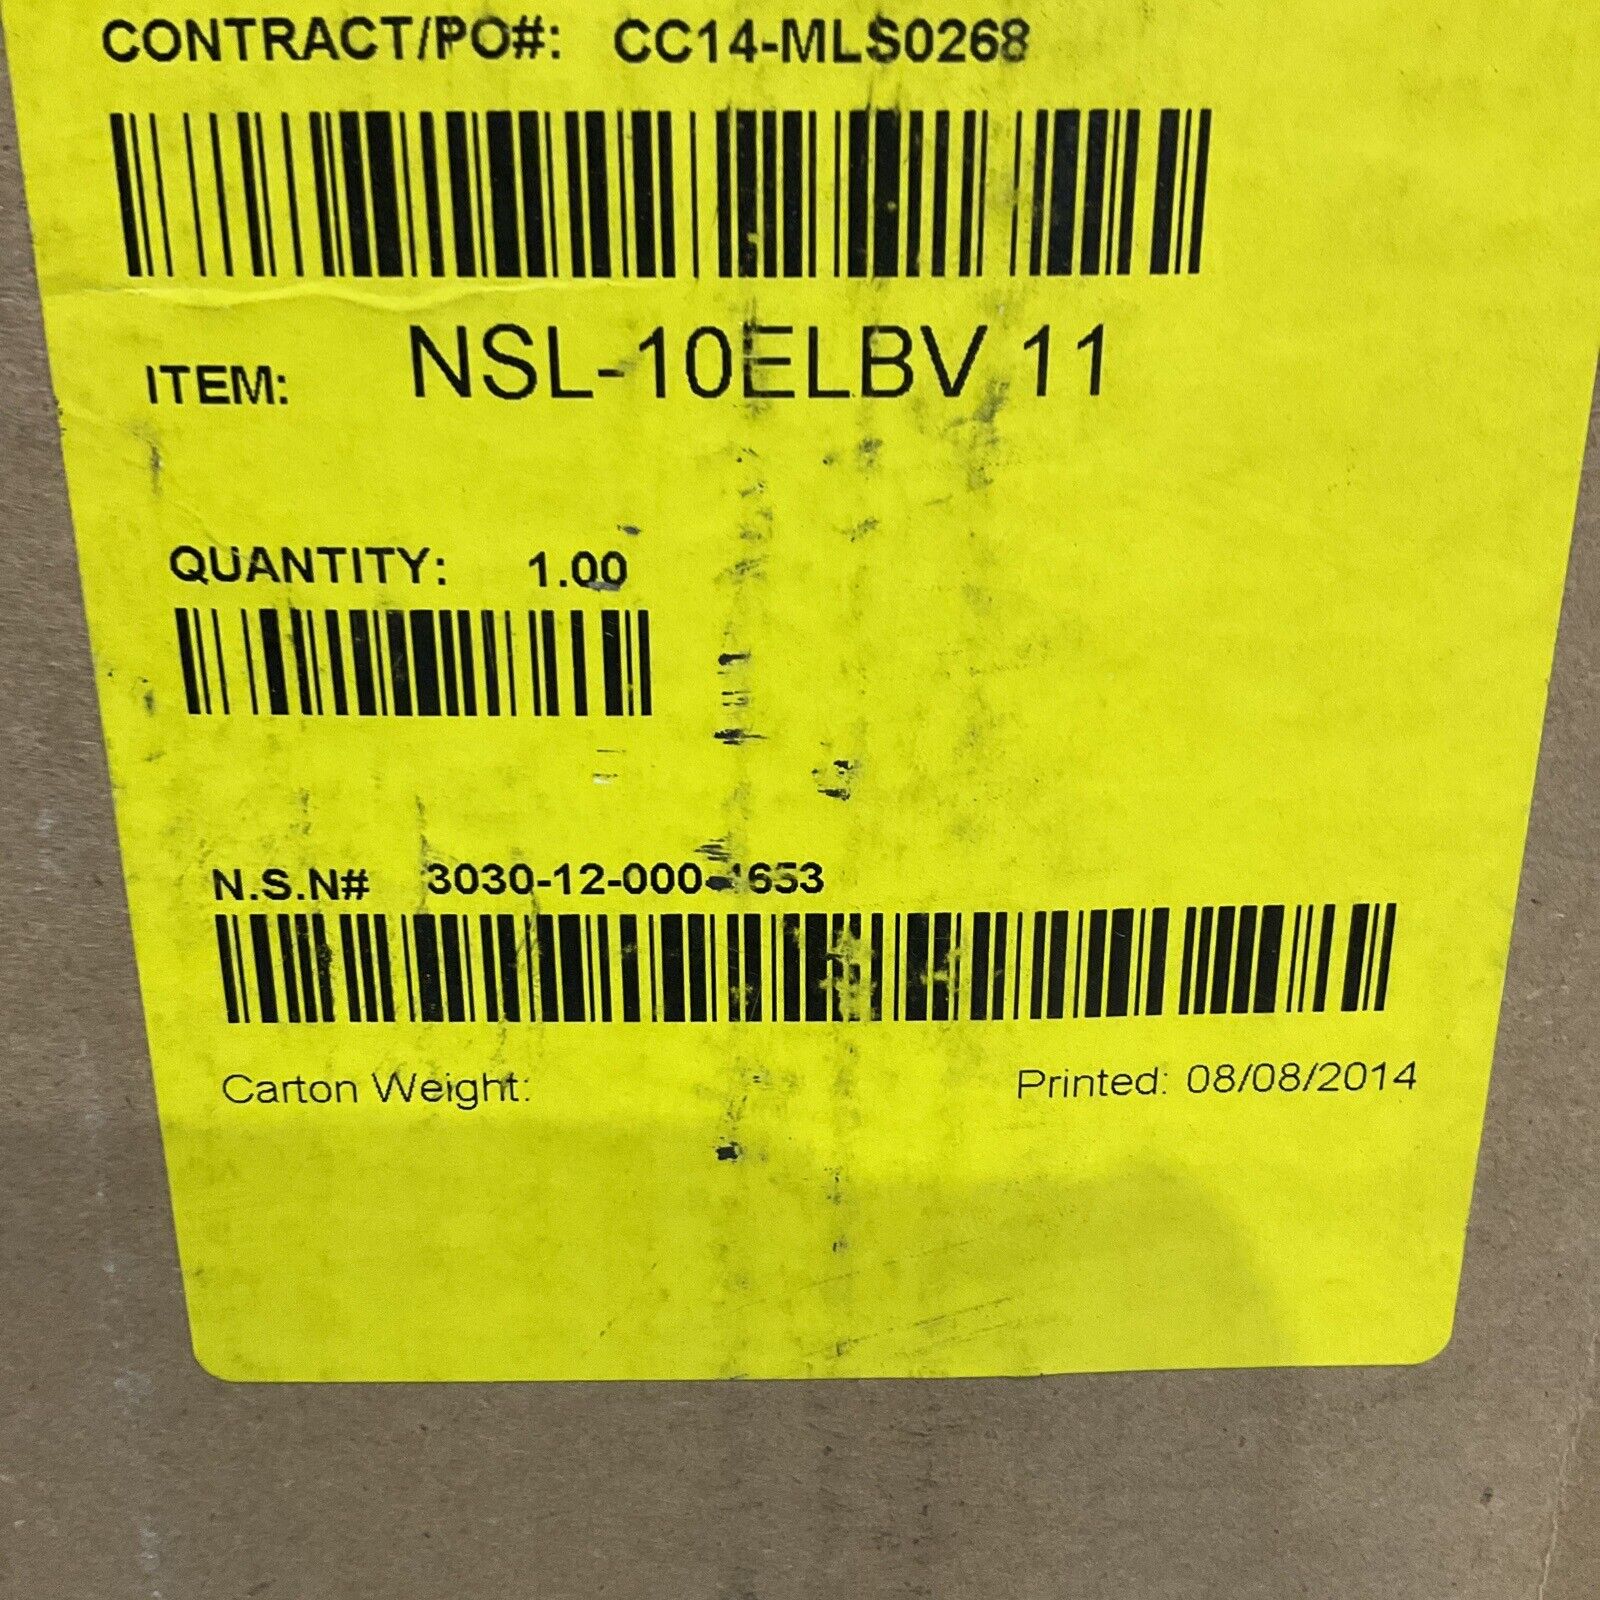 CONTRACT/PO#: CC14-MLS0268
ITEM: NSL-10ELBV 11
QUANTITY: 1.00
N.S.N#
Carton Weight:
Printed: 08/08/2014